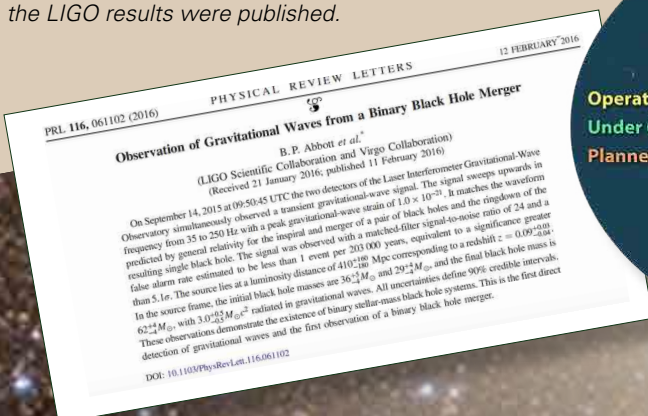 the LIGO results were published.
PRL 116, 061102 (2016) PHYSICAL REVIEW LETTERS 12 FEBRUARY 2016
Observation of Gravitational Waves from a Binary Black Hole Merger
B. P. Abbott et al.*
(LIGO Scientific Collaboration and Virgo Collaboration)
(Received 21 January 2016; published 11 February 2016)
On September 14, 2015 at 09:50:45 UTC the two detectors of the Laser Interferometer Gravitational-Wave
Observatory simultaneously observed a transient gravitational-wave signal. The signal sweeps upwards in
frequency from 35 to 250 Hz with a peak gravitational-wave strain of 1.0 × 10⁻²¹. It matches the waveform
predicted by general relativity for the inspiral and merger of a pair of black holes and the ringdown of the
resulting single black hole. The signal was observed with a matched-filter signal-to-noise ratio of 24 and a
false alarm rate estimated to be less than 1 event per 203 000 years, equivalent to a significance greater
than 5.1σ. The source lies at a luminosity distance of 410₋₁₈₀⁺¹⁶⁰ Mpc corresponding to a redshift z = 0.09₋₀.₀₄⁺⁰·⁰³.
In the source frame, the initial black hole masses are 36₋₄⁺⁵M⊙ and 29₋₄⁺⁴M⊙, and the final black hole mass is
62₋₄⁺⁴M⊙, with 3.0₋₀.₅⁺⁰·⁵M⊙c² radiated in gravitational waves. All uncertainties define 90% credible intervals.
These observations demonstrate the existence of binary stellar-mass black hole systems. This is the first direct
detection of gravitational waves and the first observation of a binary black hole merger.
DOI: 10.1103/PhysRevLett.116.061102
Operat
Under
Planne